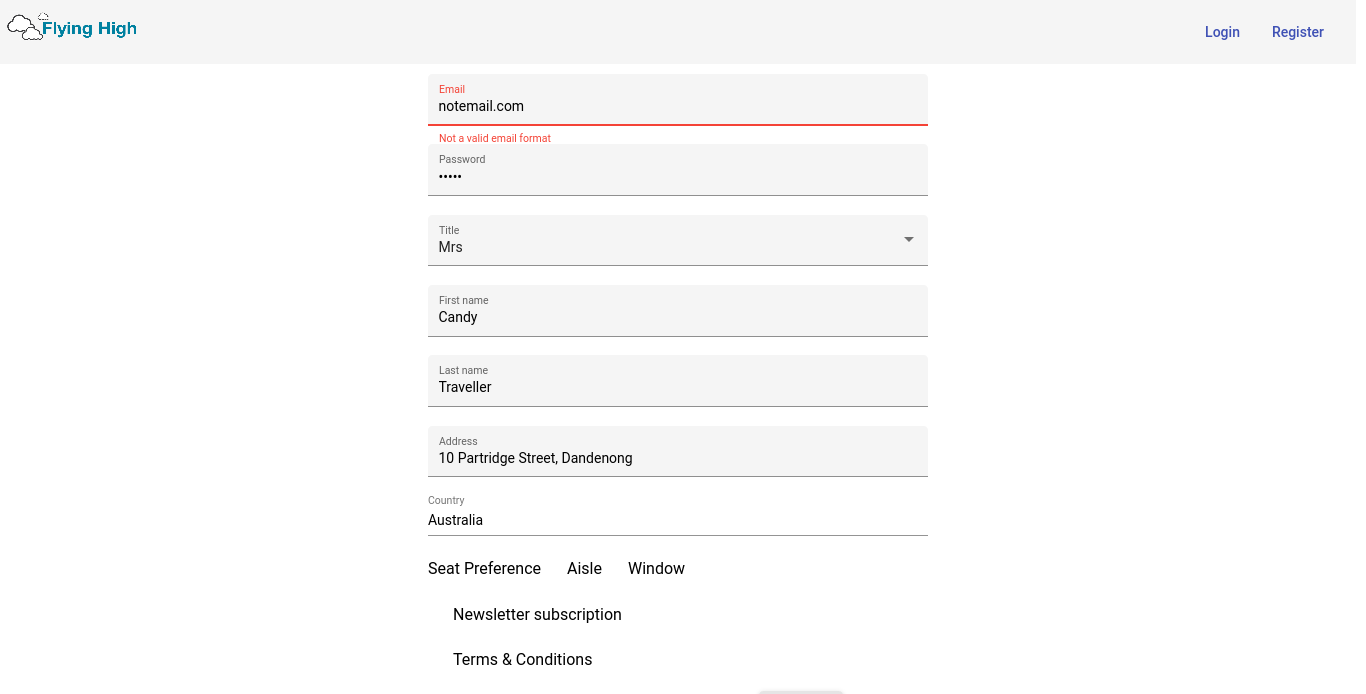 Flying High
Login Register
Email
notemail.com
Not a valid email format
Password
•••••
Title
Mrs
First name
Candy
Last name
Traveller
Address
10 Partridge Street, Dandenong
Country
Australia
Seat Preference Aisle Window
Newsletter subscription
Terms & Conditions